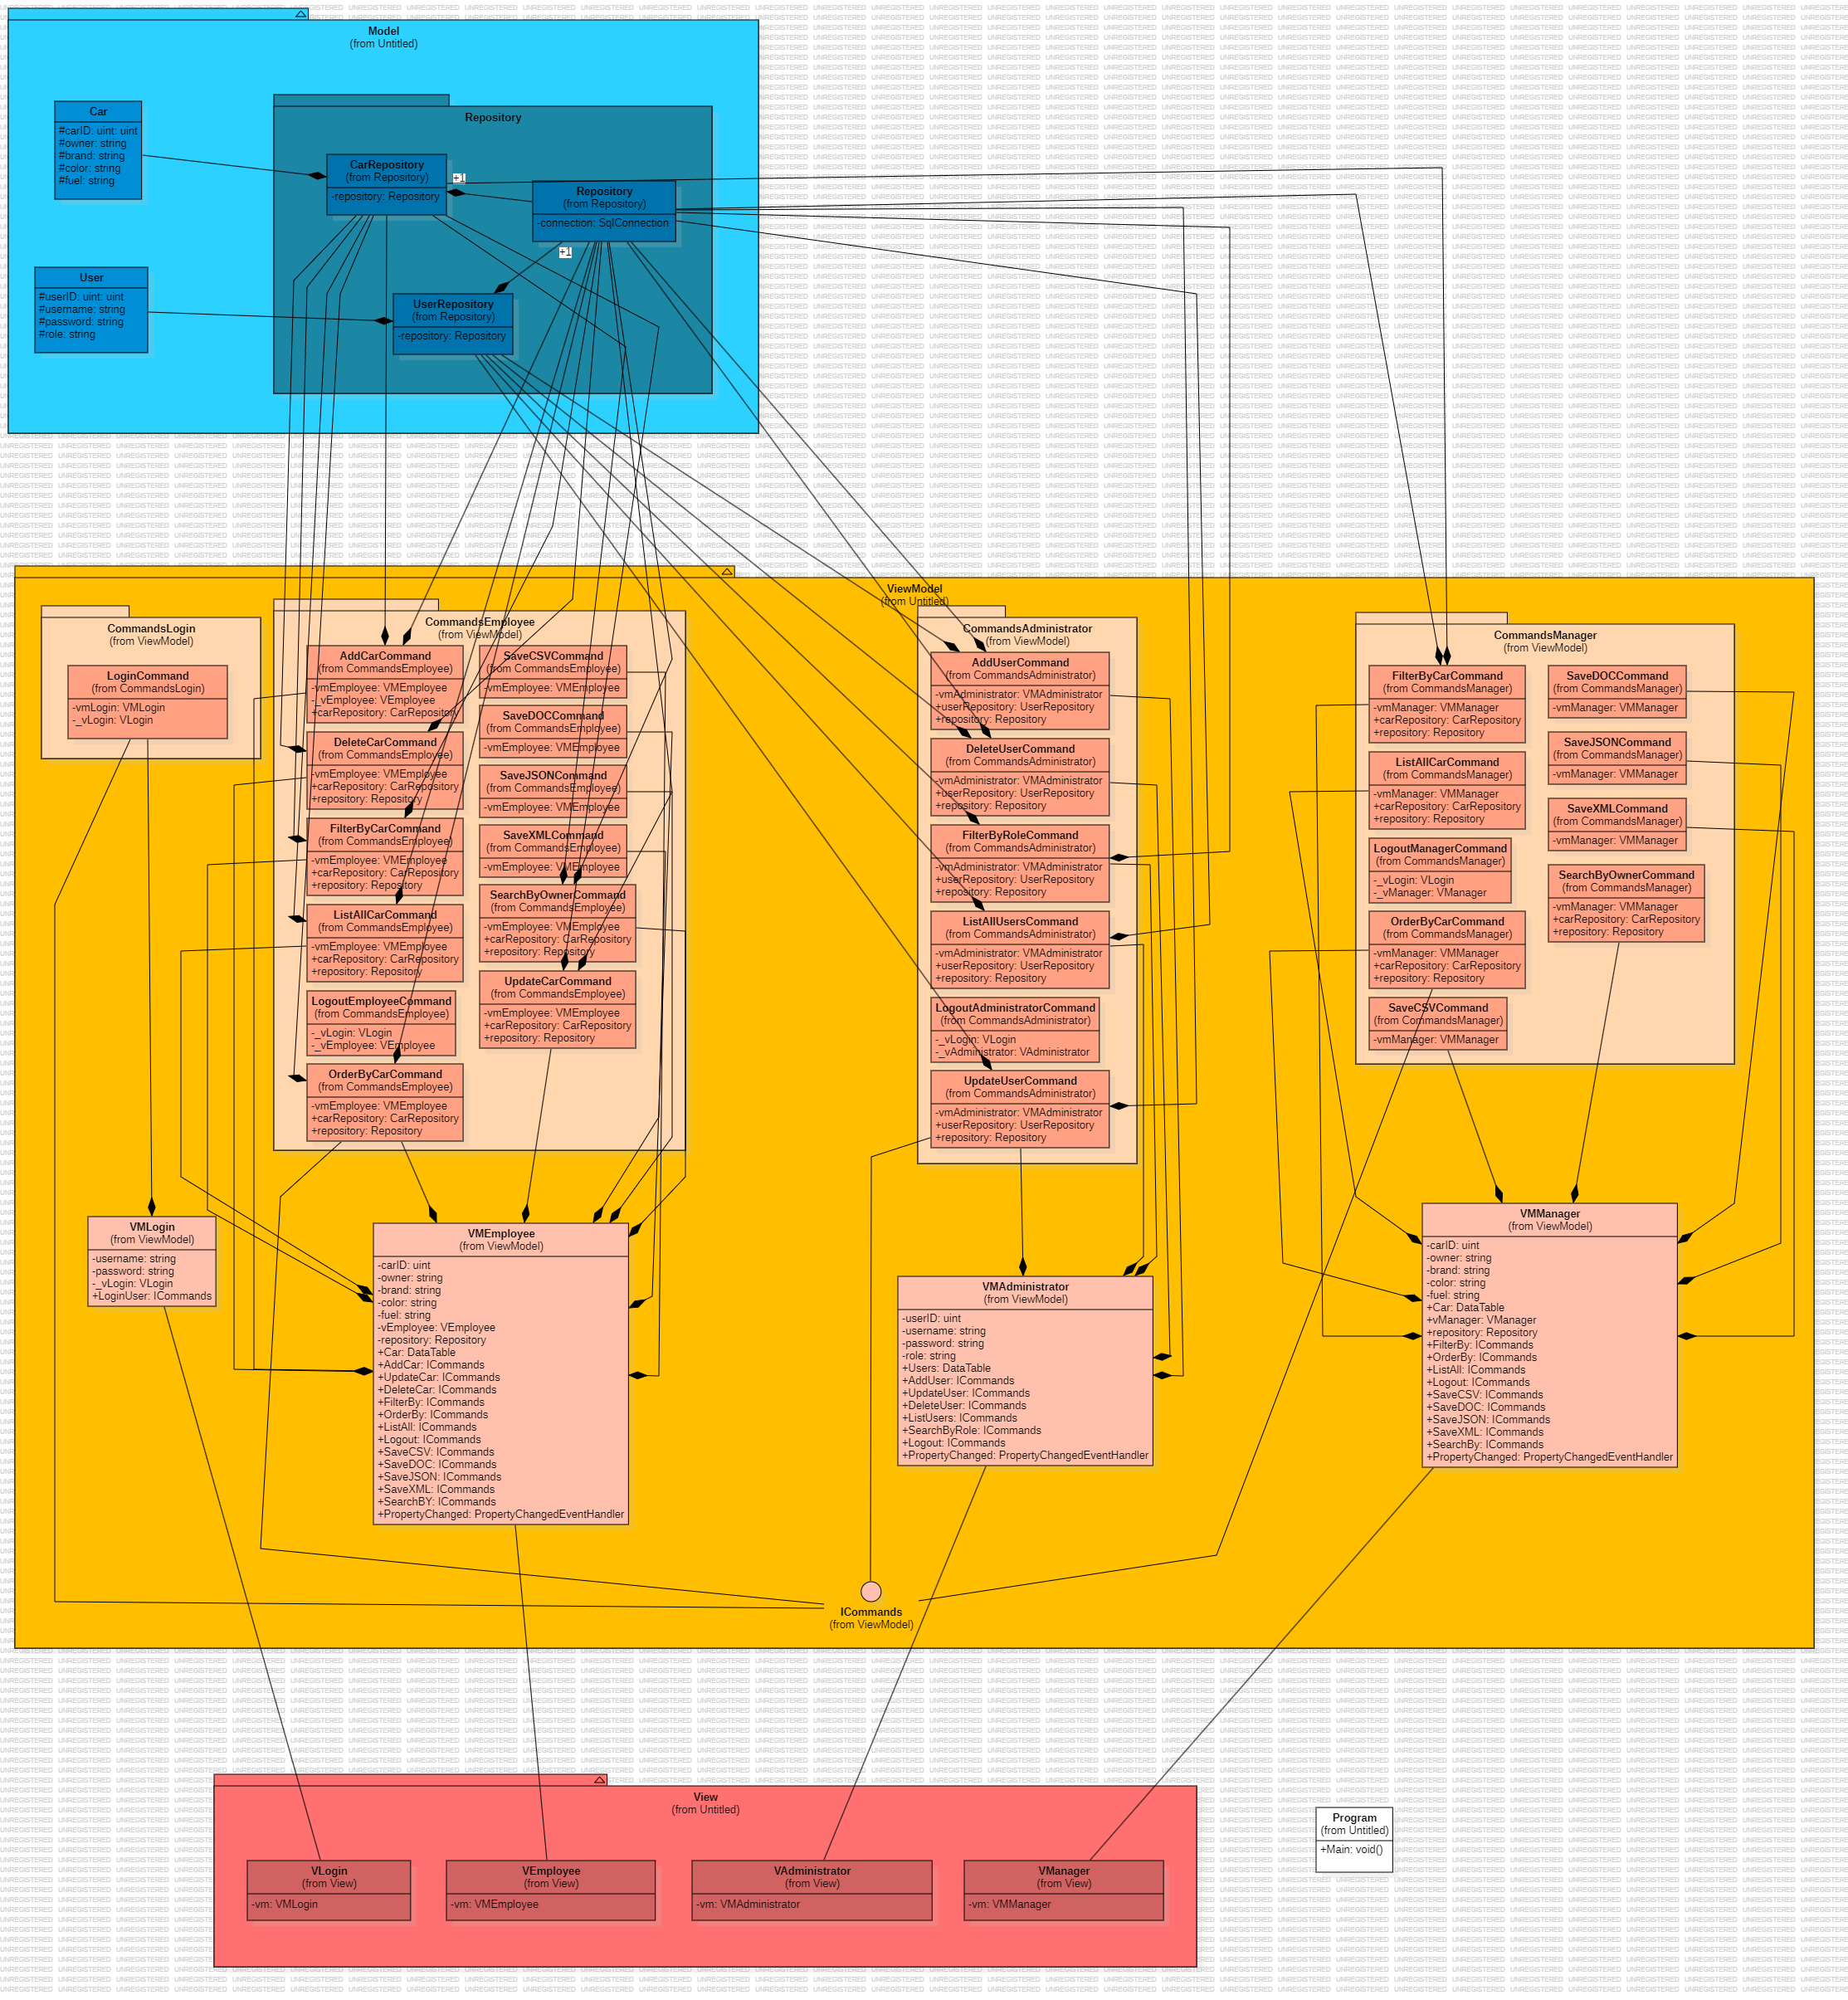 Model
(from Untitled)
Car
#carID: uint: uint
#owner: string
#brand: string
#color: string
#fuel: string
User
#userID: uint: uint
#username: string
#password: string
#role: string
Repository
CarRepository
(from Repository)
-repository: Repository
+1
Repository
(from Repository)
-connection: SqlConnection
+1
UserRepository
(from Repository)
-repository: Repository
ViewModel
(from Untitled)
CommandsLogin
(from ViewModel)
LoginCommand
(from CommandsLogin)
-vmLogin: VMLogin
-_vLogin: VLogin
CommandsEmployee
(from ViewModel)
AddCarCommand
(from CommandsEmployee)
-vmEmployee: VMEmployee
-_vEmployee: VEmployee
+carRepository: CarRepository
DeleteCarCommand
(from CommandsEmployee)
-vmEmployee: VMEmployee
+carRepository: CarRepository
+repository: Repository
FilterByCarCommand
(from CommandsEmployee)
-vmEmployee: VMEmployee
+carRepository: CarRepository
+repository: Repository
ListAllCarCommand
(from CommandsEmployee)
-vmEmployee: VMEmployee
+carRepository: CarRepository
+repository: Repository
LogoutEmployeeCommand
(from CommandsEmployee)
-_vLogin: VLogin
-_vEmployee: VEmployee
OrderByCarCommand
(from CommandsEmployee)
-vmEmployee: VMEmployee
+carRepository: CarRepository
+repository: Repository
SaveCSVCommand
(from CommandsEmployee)
-vmEmployee: VMEmployee
SaveDOCCommand
(from CommandsEmployee)
-vmEmployee: VMEmployee
SaveJSONCommand
(from CommandsEmployee)
-vmEmployee: VMEmployee
SaveXMLCommand
(from CommandsEmployee)
-vmEmployee: VMEmployee
SearchByOwnerCommand
(from CommandsEmployee)
-vmEmployee: VMEmployee
+carRepository: CarRepository
+repository: Repository
UpdateCarCommand
(from CommandsEmployee)
-vmEmployee: VMEmployee
+carRepository: CarRepository
+repository: Repository
CommandsAdministrator
(from ViewModel)
AddUserCommand
(from CommandsAdministrator)
-vmAdministrator: VMAdministrator
+userRepository: UserRepository
+repository: Repository
DeleteUserCommand
(from CommandsAdministrator)
-vmAdministrator: VMAdministrator
+userRepository: UserRepository
+repository: Repository
FilterByRoleCommand
(from CommandsAdministrator)
-vmAdministrator: VMAdministrator
+userRepository: UserRepository
+repository: Repository
ListAllUsersCommand
(from CommandsAdministrator)
-vmAdministrator: VMAdministrator
+userRepository: UserRepository
+repository: Repository
LogoutAdministratorCommand
(from CommandsAdministrator)
-_vLogin: VLogin
-_vAdministrator: VAdministrator
UpdateUserCommand
(from CommandsAdministrator)
-vmAdministrator: VMAdministrator
+userRepository: UserRepository
+repository: Repository
CommandsManager
(from ViewModel)
FilterByCarCommand
(from CommandsManager)
-vmManager: VMManager
+carRepository: CarRepository
+repository: Repository
ListAllCarCommand
(from CommandsManager)
-vmManager: VMManager
+carRepository: CarRepository
+repository: Repository
LogoutManagerCommand
(from CommandsManager)
-_vLogin: VLogin
-_vManager: VManager
OrderByCarCommand
(from CommandsManager)
-vmManager: VMManager
+carRepository: CarRepository
+repository: Repository
SaveCSVCommand
(from CommandsManager)
-vmManager: VMManager
SaveDOCCommand
(from CommandsManager)
-vmManager: VMManager
SaveJSONCommand
(from CommandsManager)
-vmManager: VMManager
SaveXMLCommand
(from CommandsManager)
-vmManager: VMManager
SearchByOwnerCommand
(from CommandsManager)
-vmManager: VMManager
+carRepository: CarRepository
+repository: Repository
VMLogin
(from ViewModel)
-username: string
-password: string
-_vLogin: VLogin
+LoginUser: ICommands
VMEmployee
(from ViewModel)
-carID: uint
-owner: string
-brand: string
-color: string
-fuel: string
-vEmployee: VEmployee
-repository: Repository
+Car: DataTable
+AddCar: ICommands
+UpdateCar: ICommands
+DeleteCar: ICommands
+FilterBy: ICommands
+OrderBy: ICommands
+ListAll: ICommands
+Logout: ICommands
+SaveCSV: ICommands
+SaveDOC: ICommands
+SaveJSON: ICommands
+SaveXML: ICommands
+SearchBY: ICommands
+PropertyChanged: PropertyChangedEventHandler
VMAdministrator
(from ViewModel)
-userID: uint
-username: string
-password: string
-role: string
+Users: DataTable
+AddUser: ICommands
+UpdateUser: ICommands
+DeleteUser: ICommands
+ListUsers: ICommands
+SearchByRole: ICommands
+Logout: ICommands
+PropertyChanged: PropertyChangedEventHandler
VMManager
(from ViewModel)
-carID: uint
-owner: string
-brand: string
-color: string
-fuel: string
+Car: DataTable
+vManager: VManager
+repository: Repository
+FilterBy: ICommands
+OrderBy: ICommands
+ListAll: ICommands
+Logout: ICommands
+SaveCSV: ICommands
+SaveDOC: ICommands
+SaveJSON: ICommands
+SaveXML: ICommands
+SearchBy: ICommands
+PropertyChanged: PropertyChangedEventHandler
ICommands
(from ViewModel)
View
(from Untitled)
VLogin
(from View)
-vm: VMLogin
VEmployee
(from View)
-vm: VMEmployee
VAdministrator
(from View)
-vm: VMAdministrator
VManager
(from View)
-vm: VMManager
Program
(from Untitled)
+Main: void()
UNREGISTERED